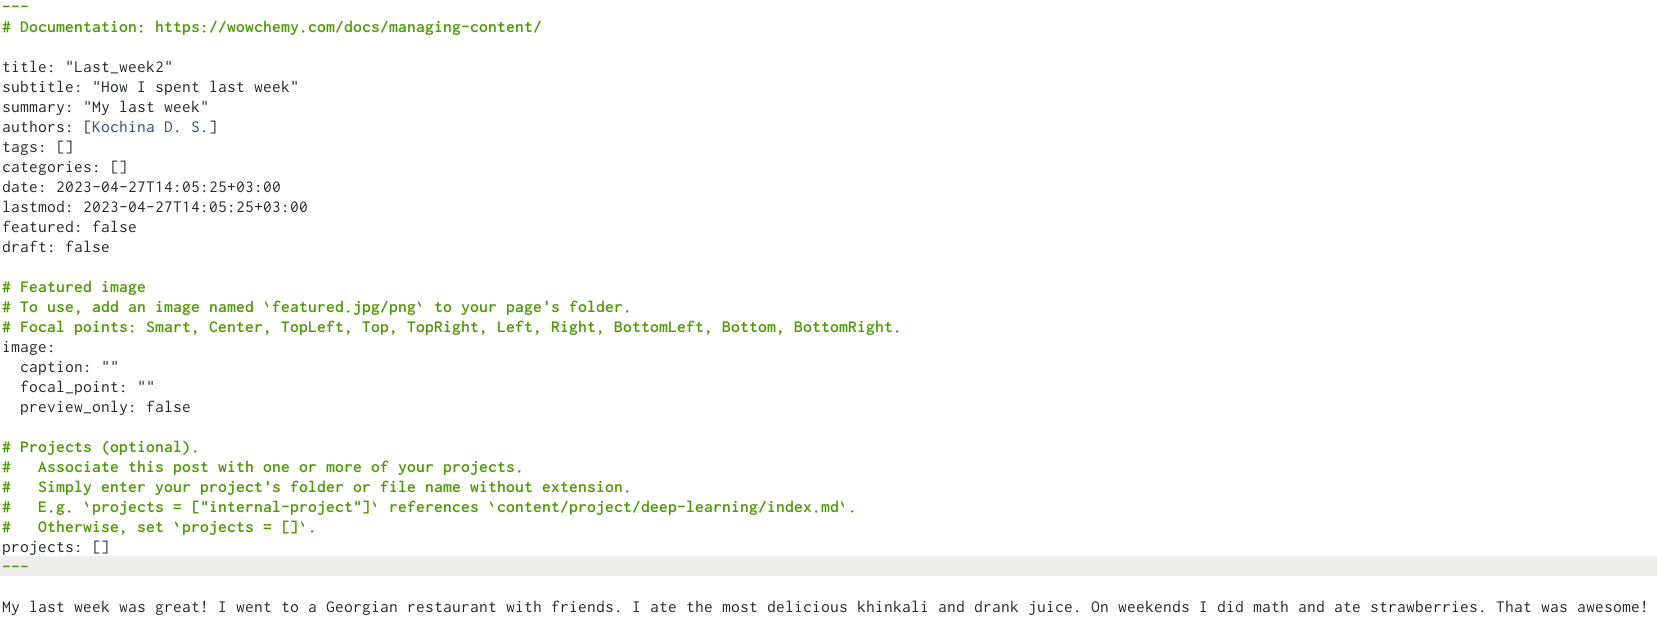 ---
# Documentation: https://wowchemy.com/docs/managing-content/
title: "Last_week2"
subtitle: "How I spent last week"
summary: "My last week"
authors: [Kochina D. S.]
tags: []
categories: []
date: 2023-04-27T14:05:25+03:00
lastmod: 2023-04-27T14:05:25+03:00
featured: false
draft: false
# Featured image
# To use, add an image named `featured.jpg/png` to your page's folder.
# Focal points: Smart, Center, TopLeft, Top, TopRight, Left, Right, BottomLeft, Bottom, BottomRight.
image:
  caption: ""
  focal_point: ""
  preview_only: false
# Projects (optional).
#   Associate this post with one or more of your projects.
#   Simply enter your project's folder or file name without extension.
#   E.g. `projects = ["internal-project"]` references `content/project/deep-learning/index.md`.
#   Otherwise, set `projects = []`.
projects: []
---
My last week was great! I went to a Georgian restaurant with friends. I ate the most delicious khinkali and drank juice. On weekends I did math and ate strawberries. That was awesome!